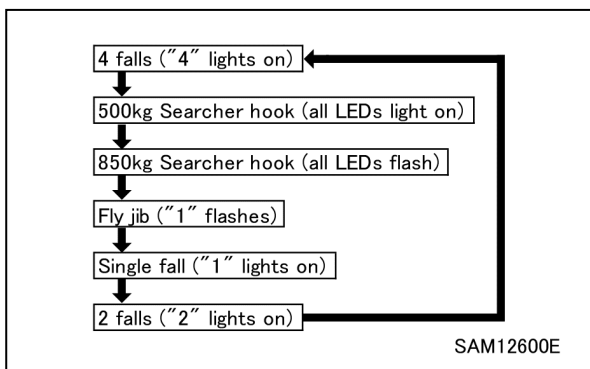 4 falls ("4" lights on)
500kg Searcher hook (all LEDs light on)
850kg Searcher hook (all LEDs flash)
Fly jib ("1" flashes)
Single fall ("1" lights on)
2 falls ("2" lights on)
SAM12600E